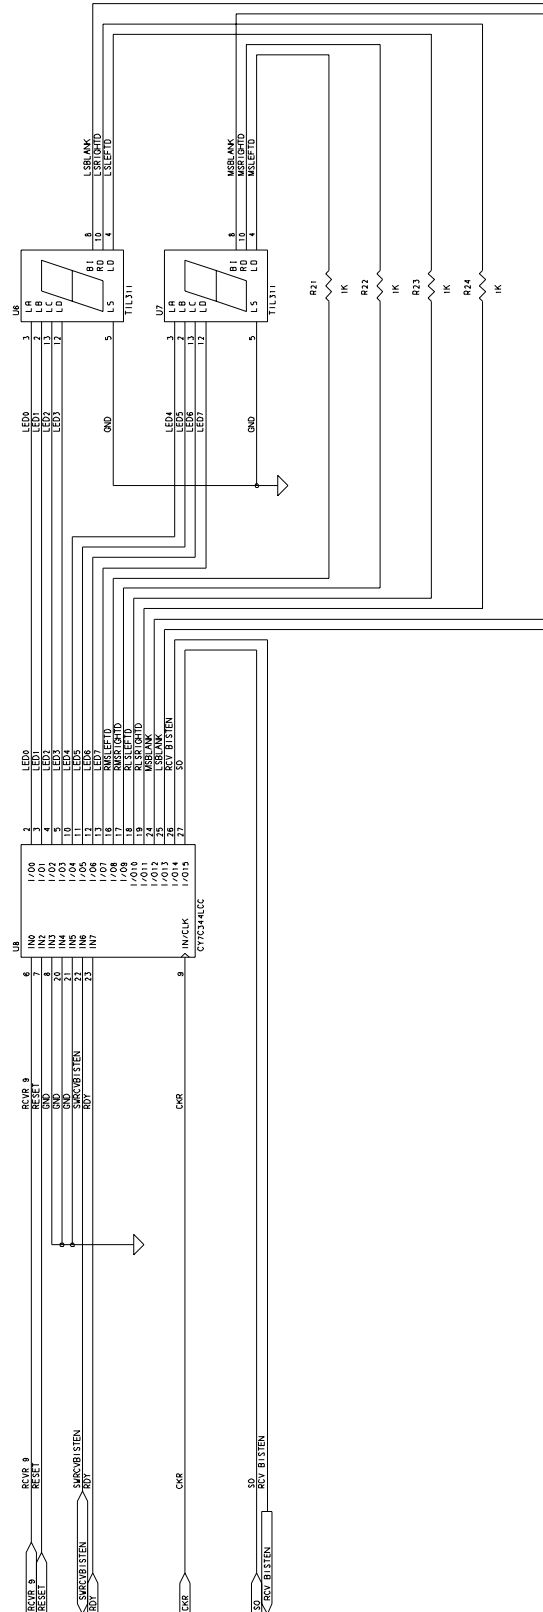 LSBLANK
LSRIGHTD
LSLEFTD
MSBLANK
MSRIGHTD
MSLEFTD
8
10
4
8
10
4
BI
RD
LD
BI
RD
LD
U6
LA
LB
LC
LD
LS
TIL311
U7
LA
LB
LC
LD
LS
TIL311
R21
1K
R22
1K
R23
1K
R24
1K
3
2
13
12
5
3
2
13
12
5
LED0
LED1
LED2
LED3
GND
LED4
LED5
LED6
LED7
GND
LED0
LED1
LED2
LED3
LED4
LED5
LED6
LED7
RMSLEFTD
RMSRIGHTD
RLSLEFTD
RLSRIGHTD
MSBLANK
LSBLANK
RCV BISTEN
SO
2
3
4
5
10
11
12
13
16
17
18
19
24
25
26
27
I/O0
I/O1
I/O2
I/O3
I/O4
I/O5
I/O6
I/O7
I/O8
I/O9
I/O10
I/O11
I/O12
I/O13
I/O14
I/O15
U8
IN0
IN2
IN3
IN4
IN5
IN6
IN7
IN/CLK
CY7C344LCC
6
7
8
20
21
22
23
9
RCVR 9
RESET
GND
GND
GND
SWRCVBISTEN
RDY
CKR
RCVR 9
RESET
SWRCVBISTEN
RDY
CKR
SO
RCV BISTEN
RCVR 9
RESET
SWRCVBISTEN
RDY
CKR
SO
RCV BISTEN